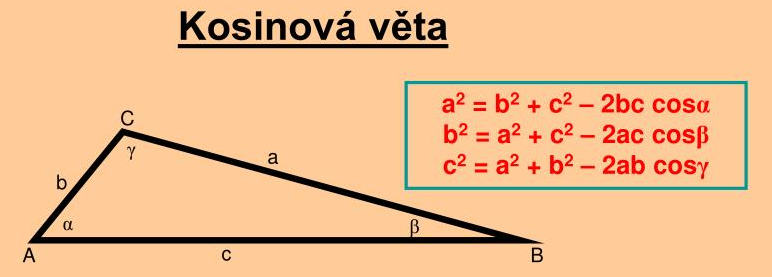 Kosinová věta
a² = b² + c² – 2bc cosα
b² = a² + c² – 2ac cosβ
c² = a² + b² – 2ab cosγ
C
γ
a
b
α
β
A
c
B